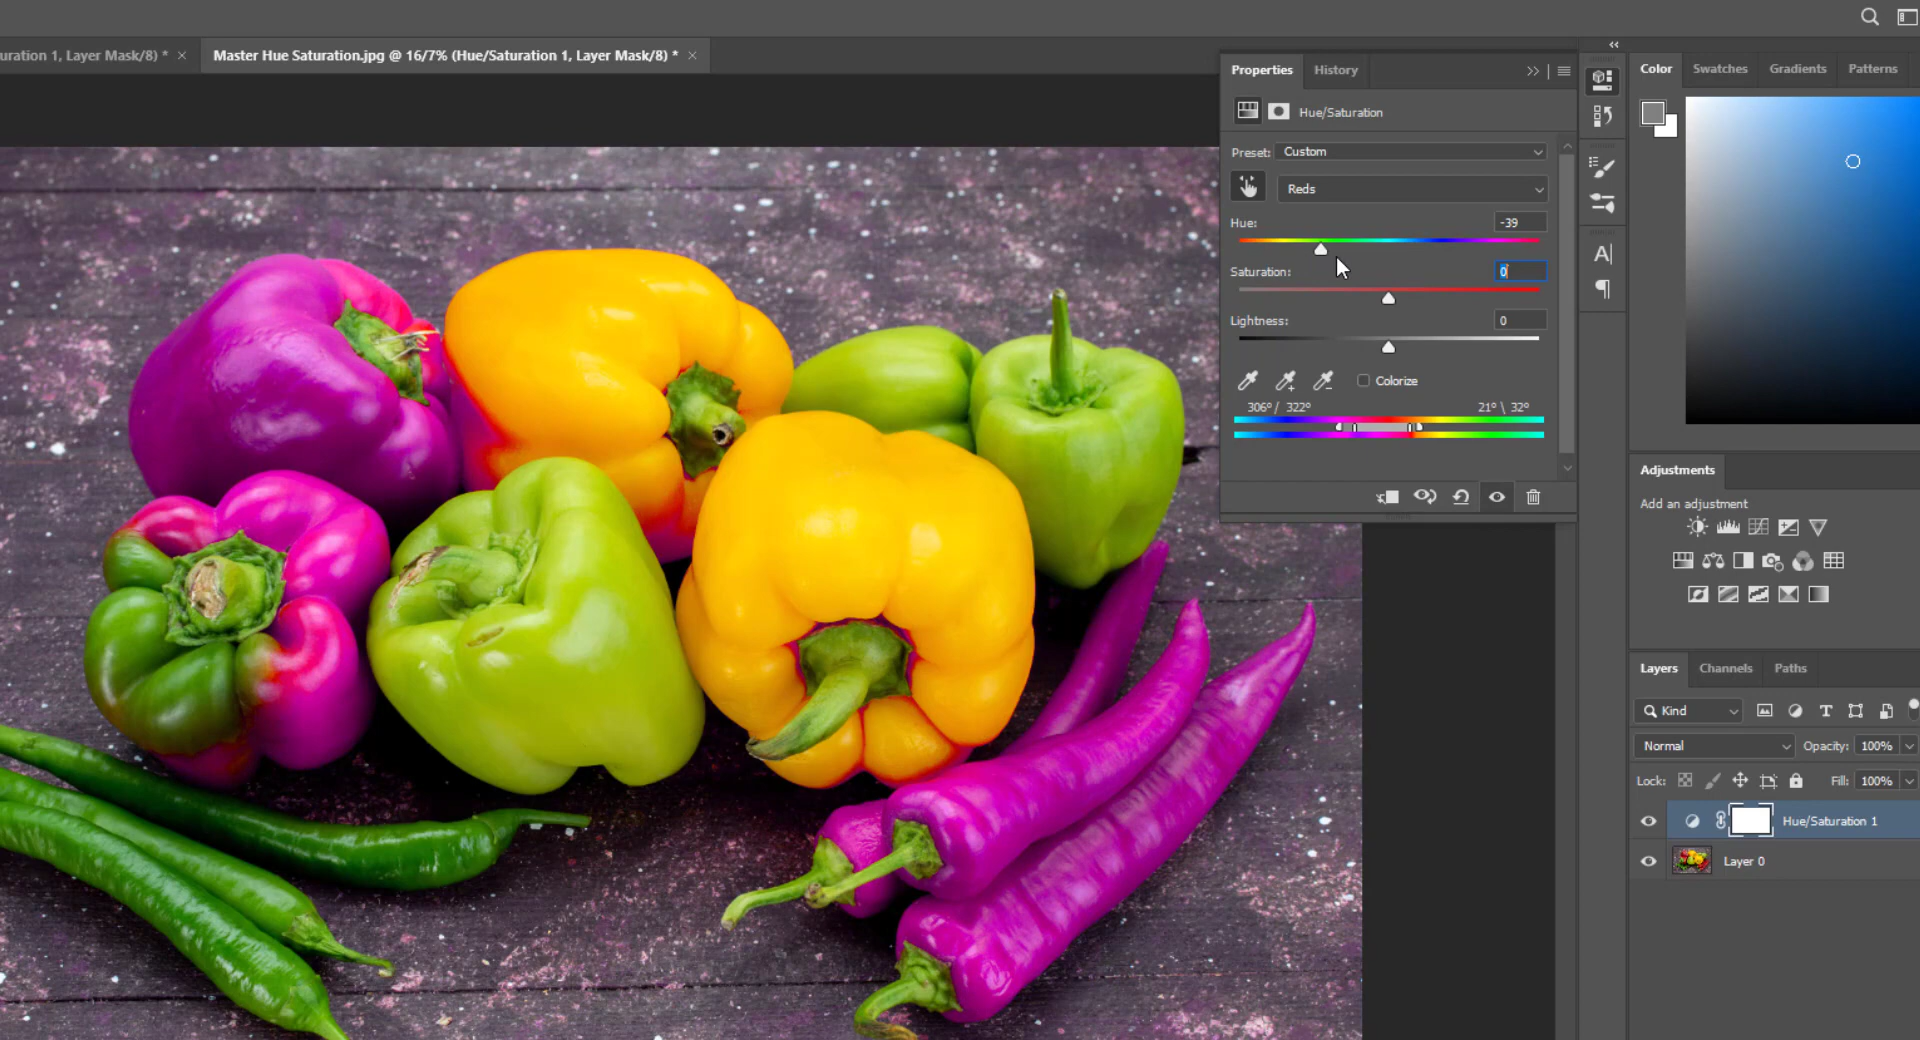 uration 1, Layer Mask/8) * ×
Master Hue Saturation.jpg @ 16/7% (Hue/Saturation 1, Layer Mask/8) * ×
Properties
History
Hue/Saturation
Preset: Custom
Reds
Hue: -39
Saturation: 0
Lightness: 0
Colorize
306°/ 322° 21° \ 32°
Color
Swatches
Gradients
Patterns
Adjustments
Add an adjustment
Layers
Channels
Paths
Kind
Normal
Opacity: 100%
Lock: Fill: 100%
Hue/Saturation 1
Layer 0